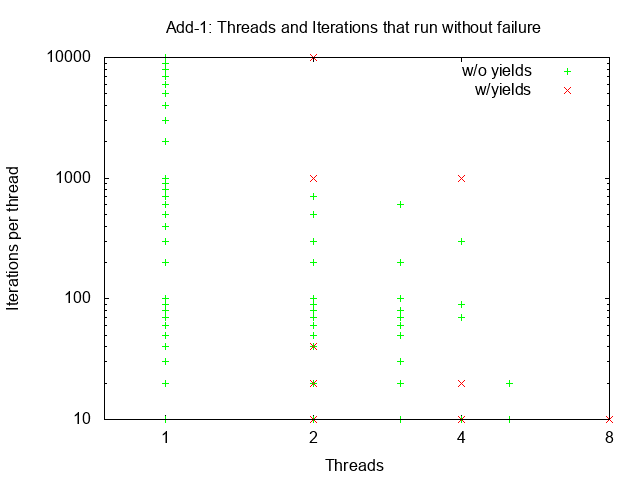 Add-1: Threads and Iterations that run without failure
10000
w/o yields
w/yields
1000
Iterations per thread
100
10
1 2 4 8
Threads